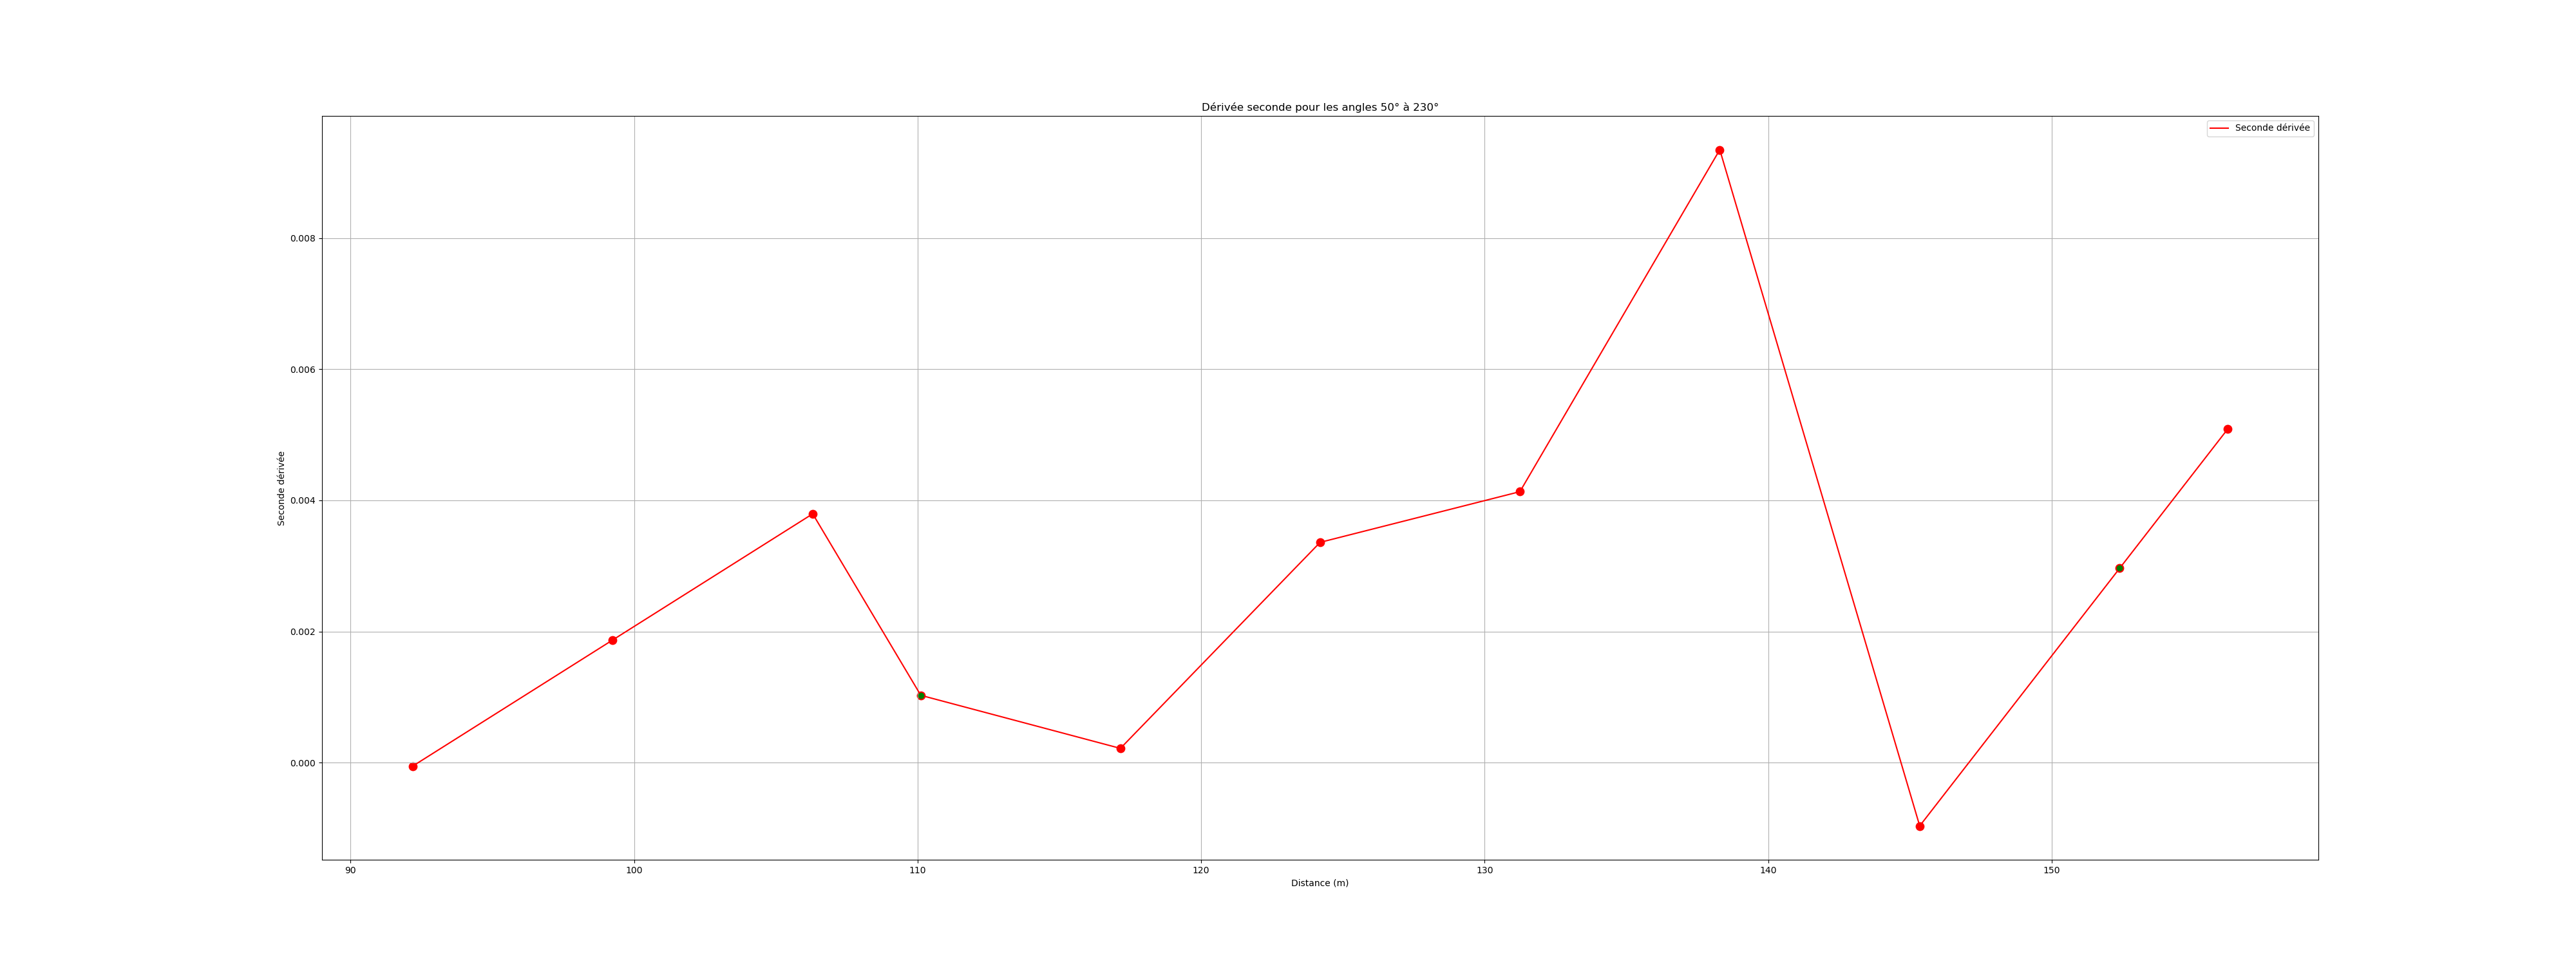 Dérivée seconde pour les angles 50° à 230°
Seconde dérivée
0.008
0.006
0.004
0.002
0.000
Seconde dérivée
90 100 110 120 130 140 150
Distance (m)